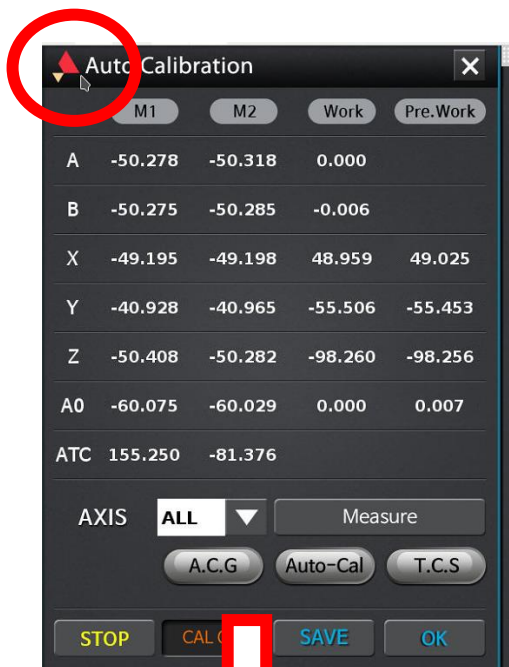 Auto Calibration
M1 M2 Work Pre.Work
A -50.278 -50.318 0.000
B -50.275 -50.285 -0.006
X -49.195 -49.198 48.959 49.025
Y -40.928 -40.965 -55.506 -55.453
Z -50.408 -50.282 -98.260 -98.256
A0 -60.075 -60.029 0.000 0.007
ATC 155.250 -81.376
AXIS ALL Measure
A.C.G Auto-Cal T.C.S
STOP CAL SAVE OK